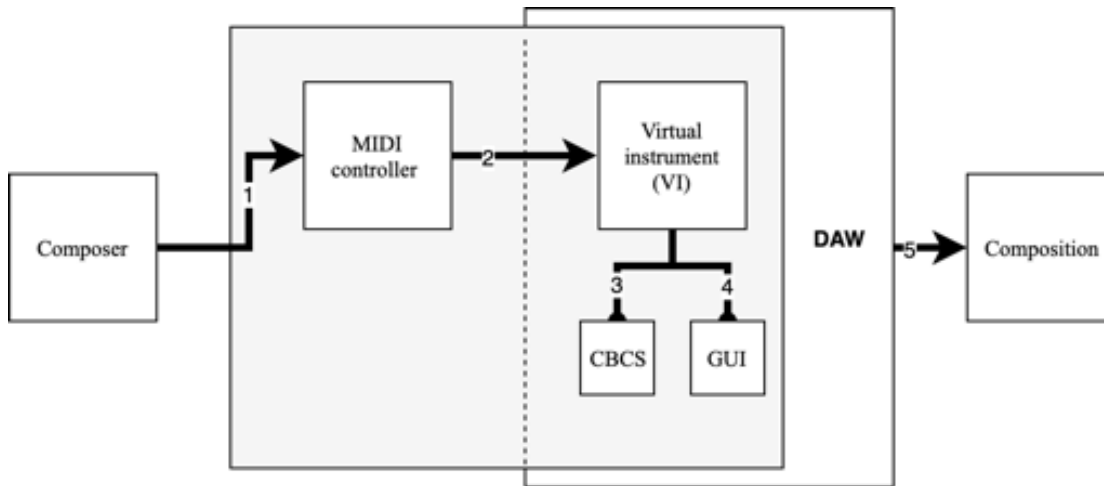 Composer
1
MIDI
controller
2
Virtual
instrument
(VI)
3
4
CBCS
GUI
DAW
5
Composition